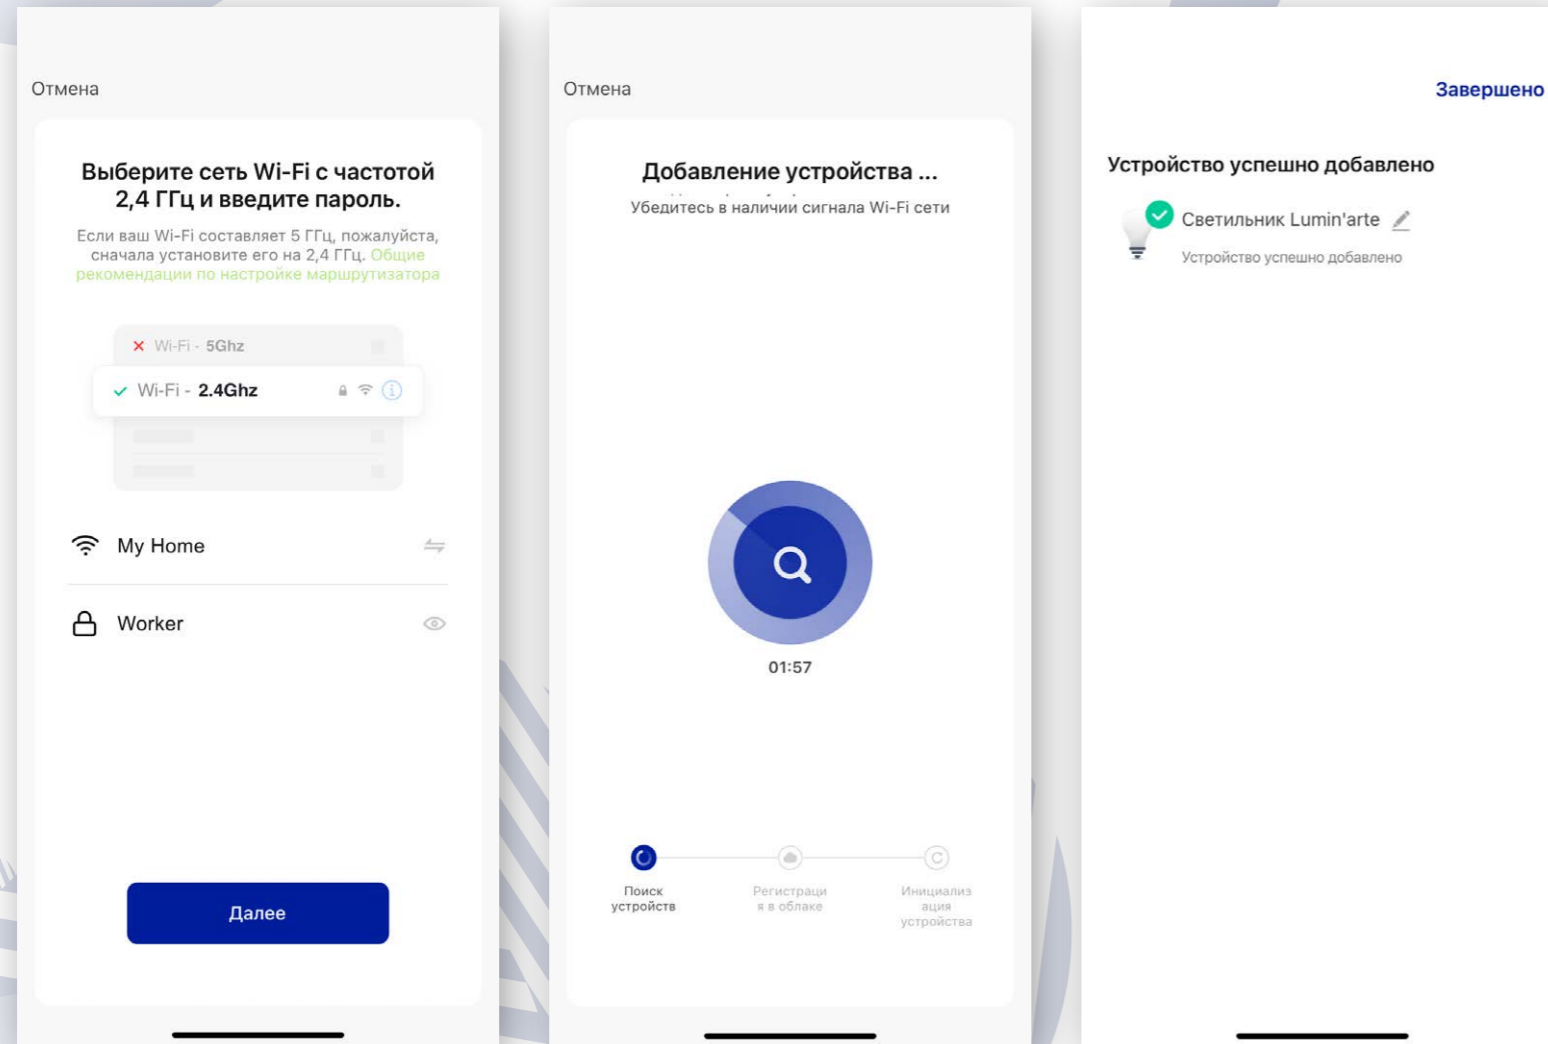 Отмена
Выберите сеть Wi-Fi с частотой
2,4 ГГц и введите пароль.
Если ваш Wi-Fi составляет 5 ГГц, пожалуйста,
сначала установите его на 2,4 ГГц. Общие
рекомендации по настройке маршрутизатора
Wi-Fi - 5Ghz
Wi-Fi - 2.4Ghz
My Home
Worker
Далее
Отмена
Добавление устройства ...
Убедитесь в наличии сигнала Wi-Fi сети
01:57
Поиск
устройств
Регистраци
я в облаке
Инициализ
ация
устройства
Завершено
Устройство успешно добавлено
Светильник Lumin'arte
Устройство успешно добавлено